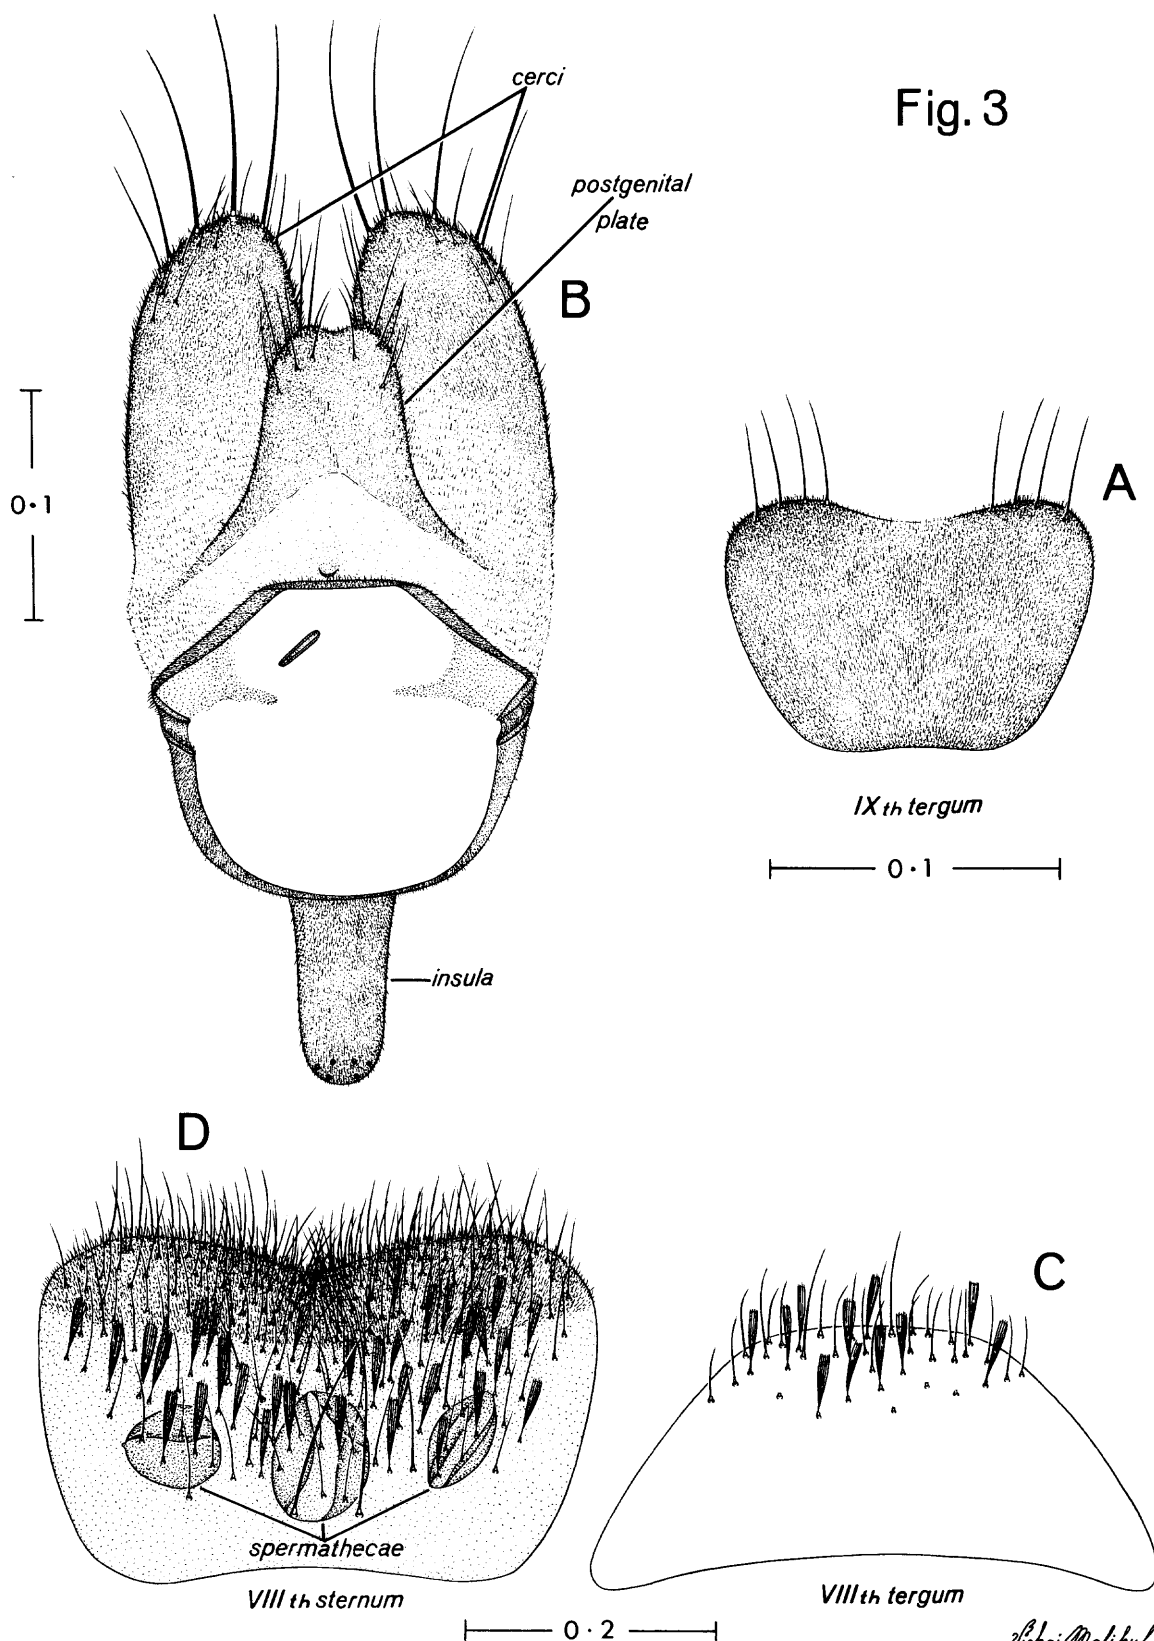 Fig. 3
cerci
postgenital
plate
B
0·1
A
IXth tergum
0·1
insula
D
C
spermathecae
VIIIth sternum
VIIIth tergum
0·2